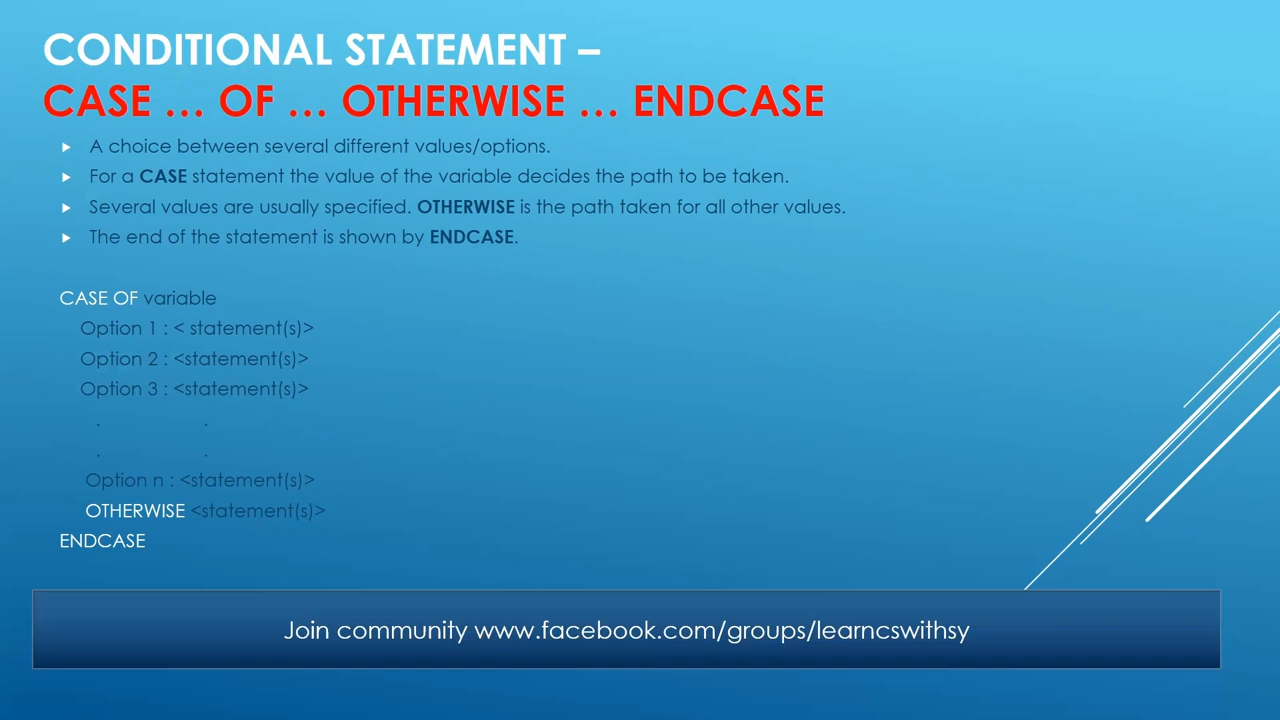 CONDITIONAL STATEMENT –
CASE ... OF ... OTHERWISE ... ENDCASE
A choice between several different values/options.
For a CASE statement the value of the variable decides the path to be taken.
Several values are usually specified. OTHERWISE is the path taken for all other values.
The end of the statement is shown by ENDCASE.
CASE OF variable
Option 1 : < statement(s)>
Option 2 : <statement(s)>
Option 3 : <statement(s)>
. .
. .
Option n : <statement(s)>
OTHERWISE <statement(s)>
ENDCASE
Join community www.facebook.com/groups/learncswithsy